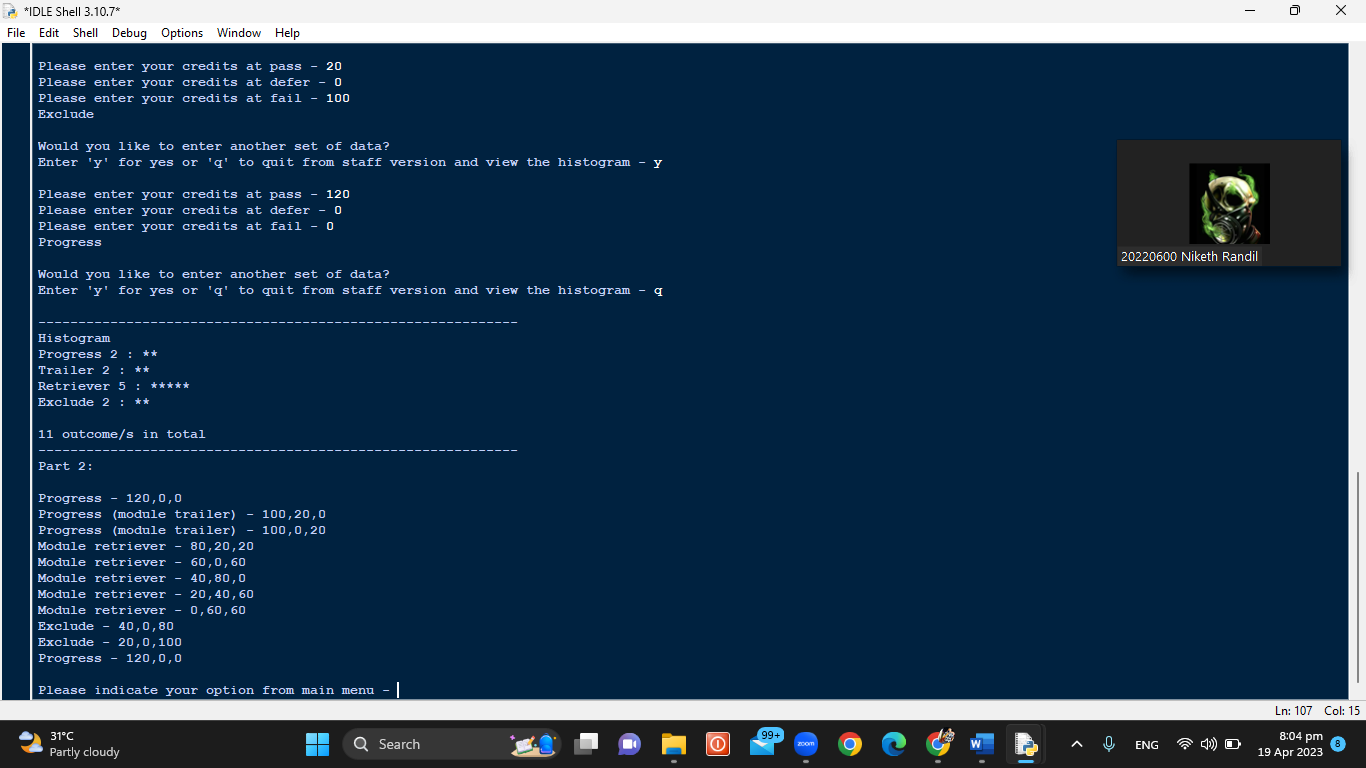 *IDLE Shell 3.10.7*
File Edit Shell Debug Options Window Help
Please enter your credits at pass - 20
Please enter your credits at defer - 0
Please enter your credits at fail - 100
Exclude
Would you like to enter another set of data?
Enter 'y' for yes or 'q' to quit from staff version and view the histogram - y
Please enter your credits at pass - 120
Please enter your credits at defer - 0
Please enter your credits at fail - 0
Progress
Would you like to enter another set of data?
Enter 'y' for yes or 'q' to quit from staff version and view the histogram - q
------------------------------------------------------------
Histogram
Progress 2 : **
Trailer 2 : **
Retriever 5 : *****
Exclude 2 : **
11 outcome/s in total
------------------------------------------------------------
Part 2:
Progress - 120,0,0
Progress (module trailer) - 100,20,0
Progress (module trailer) - 100,0,20
Module retriever - 80,20,20
Module retriever - 60,0,60
Module retriever - 40,80,0
Module retriever - 20,40,60
Module retriever - 0,60,60
Exclude - 40,0,80
Exclude - 20,0,100
Progress - 120,0,0
Please indicate your option from main menu -
20220600 Niketh Randil
Ln: 107 Col: 15
31°C
Partly cloudy
Search
99+
zoom
ENG
8:04 pm
19 Apr 2023
8